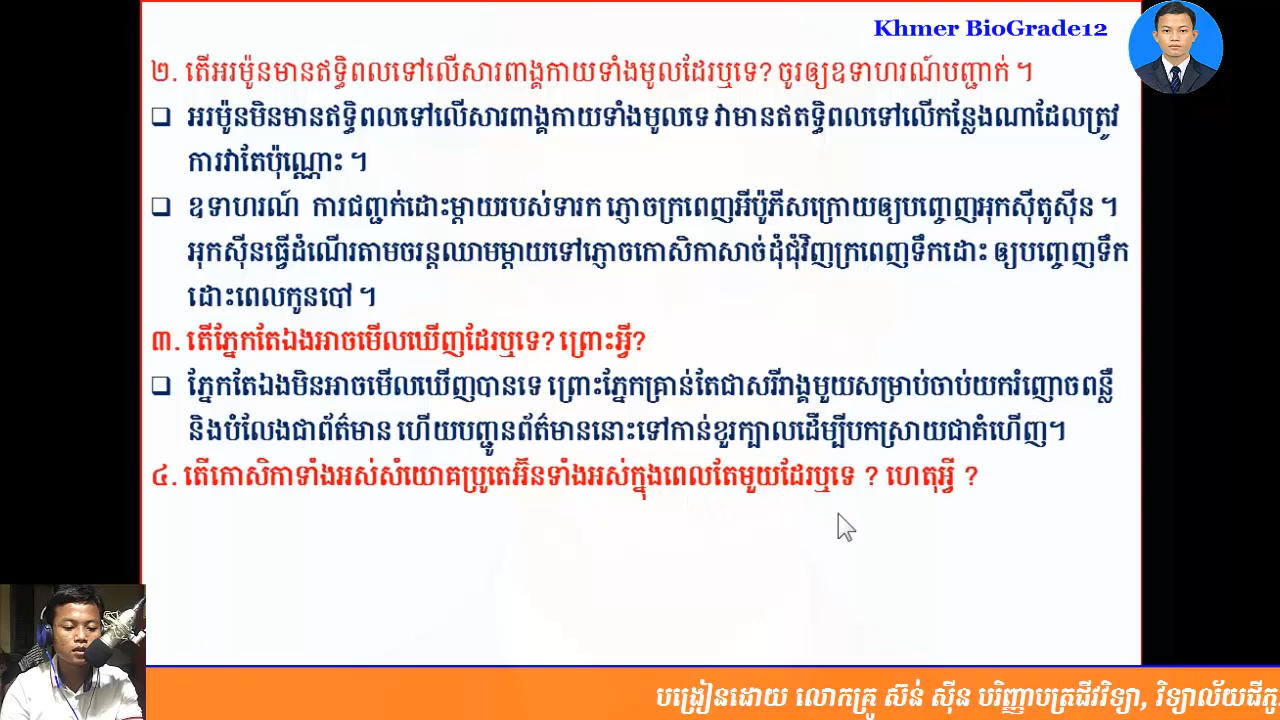 Khmer BioGrade12
២. តើអរម៉ូនមានឥទ្ធិពលទៅលើសារពាង្គកាយទាំងមូលដែរឬទេ? ចូរឲ្យឧទាហរណ៍បញ្ជាក់ ។
❑ អរម៉ូនមិនមានឥទ្ធិពលទៅលើសារពាង្គកាយទាំងមូលទេ វាមានឥតទ្ធិពលទៅលើកន្លែងណាដែលត្រូវ
ការវាតែប៉ុណ្ណោះ ។
❑ ឧទាហរណ៍ ការជញ្ជក់ដោះម្តាយរបស់ទារក ភ្ញោចក្រពេញអីប៉ូភីសក្រោយឲ្យបញ្ចេញអុកស៊ីតូស៊ីន ។
អុកស៊ីនធ្វើដំណើរតាមចរន្តឈាមម្តាយទៅភ្ញោចកោសិកាសាច់ដុំជុំវិញក្រពេញទឹកដោះ ឲ្យបញ្ចេញទឹក
ដោះពេលកូនបៅ ។
៣. តើភ្នែកតែឯងអាចមើលឃើញដែរឬទេ? ព្រោះអ្វី?
❑ ភ្នែកតែឯងមិនអាចមើលឃើញបានទេ ព្រោះភ្នែកគ្រាន់តែជាសរីរាង្គមួយសម្រាប់ចាប់យករំញោចពន្លឺ
និងបំលែងជាព័ត៌មាន ហើយបញ្ជូនព័ត៌មាននោះទៅកាន់ខួរក្បាលដើម្បីបកស្រាយជាគំហើញ។
៤. តើកោសិកាទាំងអស់សំយោគប្រូតេអ៊ីនទាំងអស់ក្នុងពេលតែមួយដែរឬទេ ? ហេតុអ្វី ?
បង្រៀនដោយ លោកគ្រូ ស៊ន់ ស៊ីន បរិញ្ញាបត្រជីវវិទ្យា, វិទ្យាល័យជីភូ